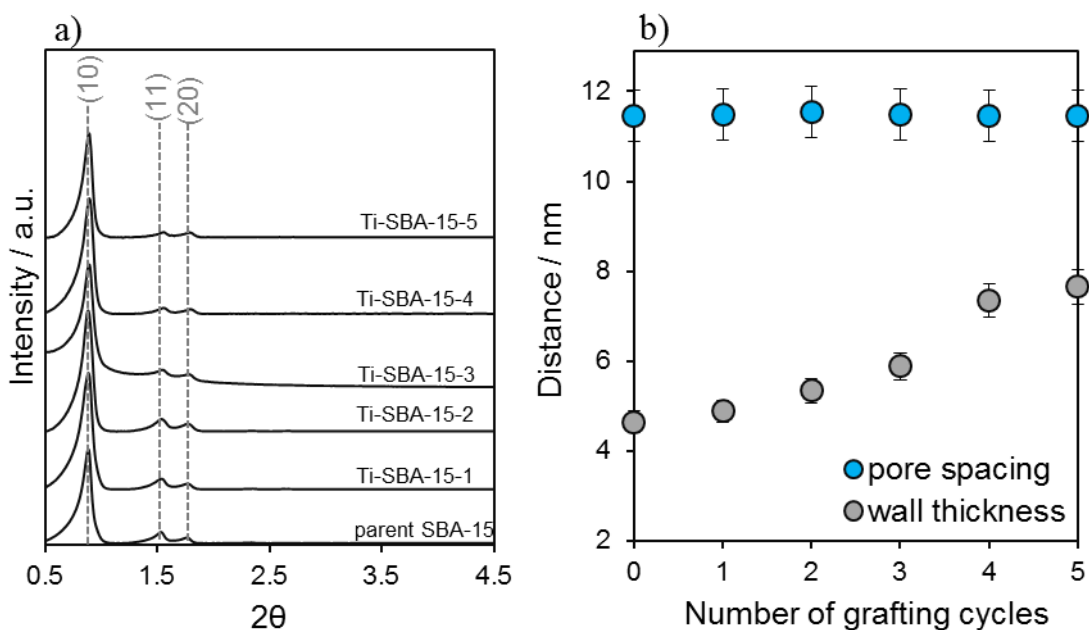 a)
(10)
(11)
(20)
Intensity / a.u.
Ti-SBA-15-5
Ti-SBA-15-4
Ti-SBA-15-3
Ti-SBA-15-2
Ti-SBA-15-1
parent SBA-15
0.5 1.5 2.5 3.5 4.5
2θ
b)
Distance / nm
12
10
8
6
4
2
pore spacing
wall thickness
0 1 2 3 4 5
Number of grafting cycles